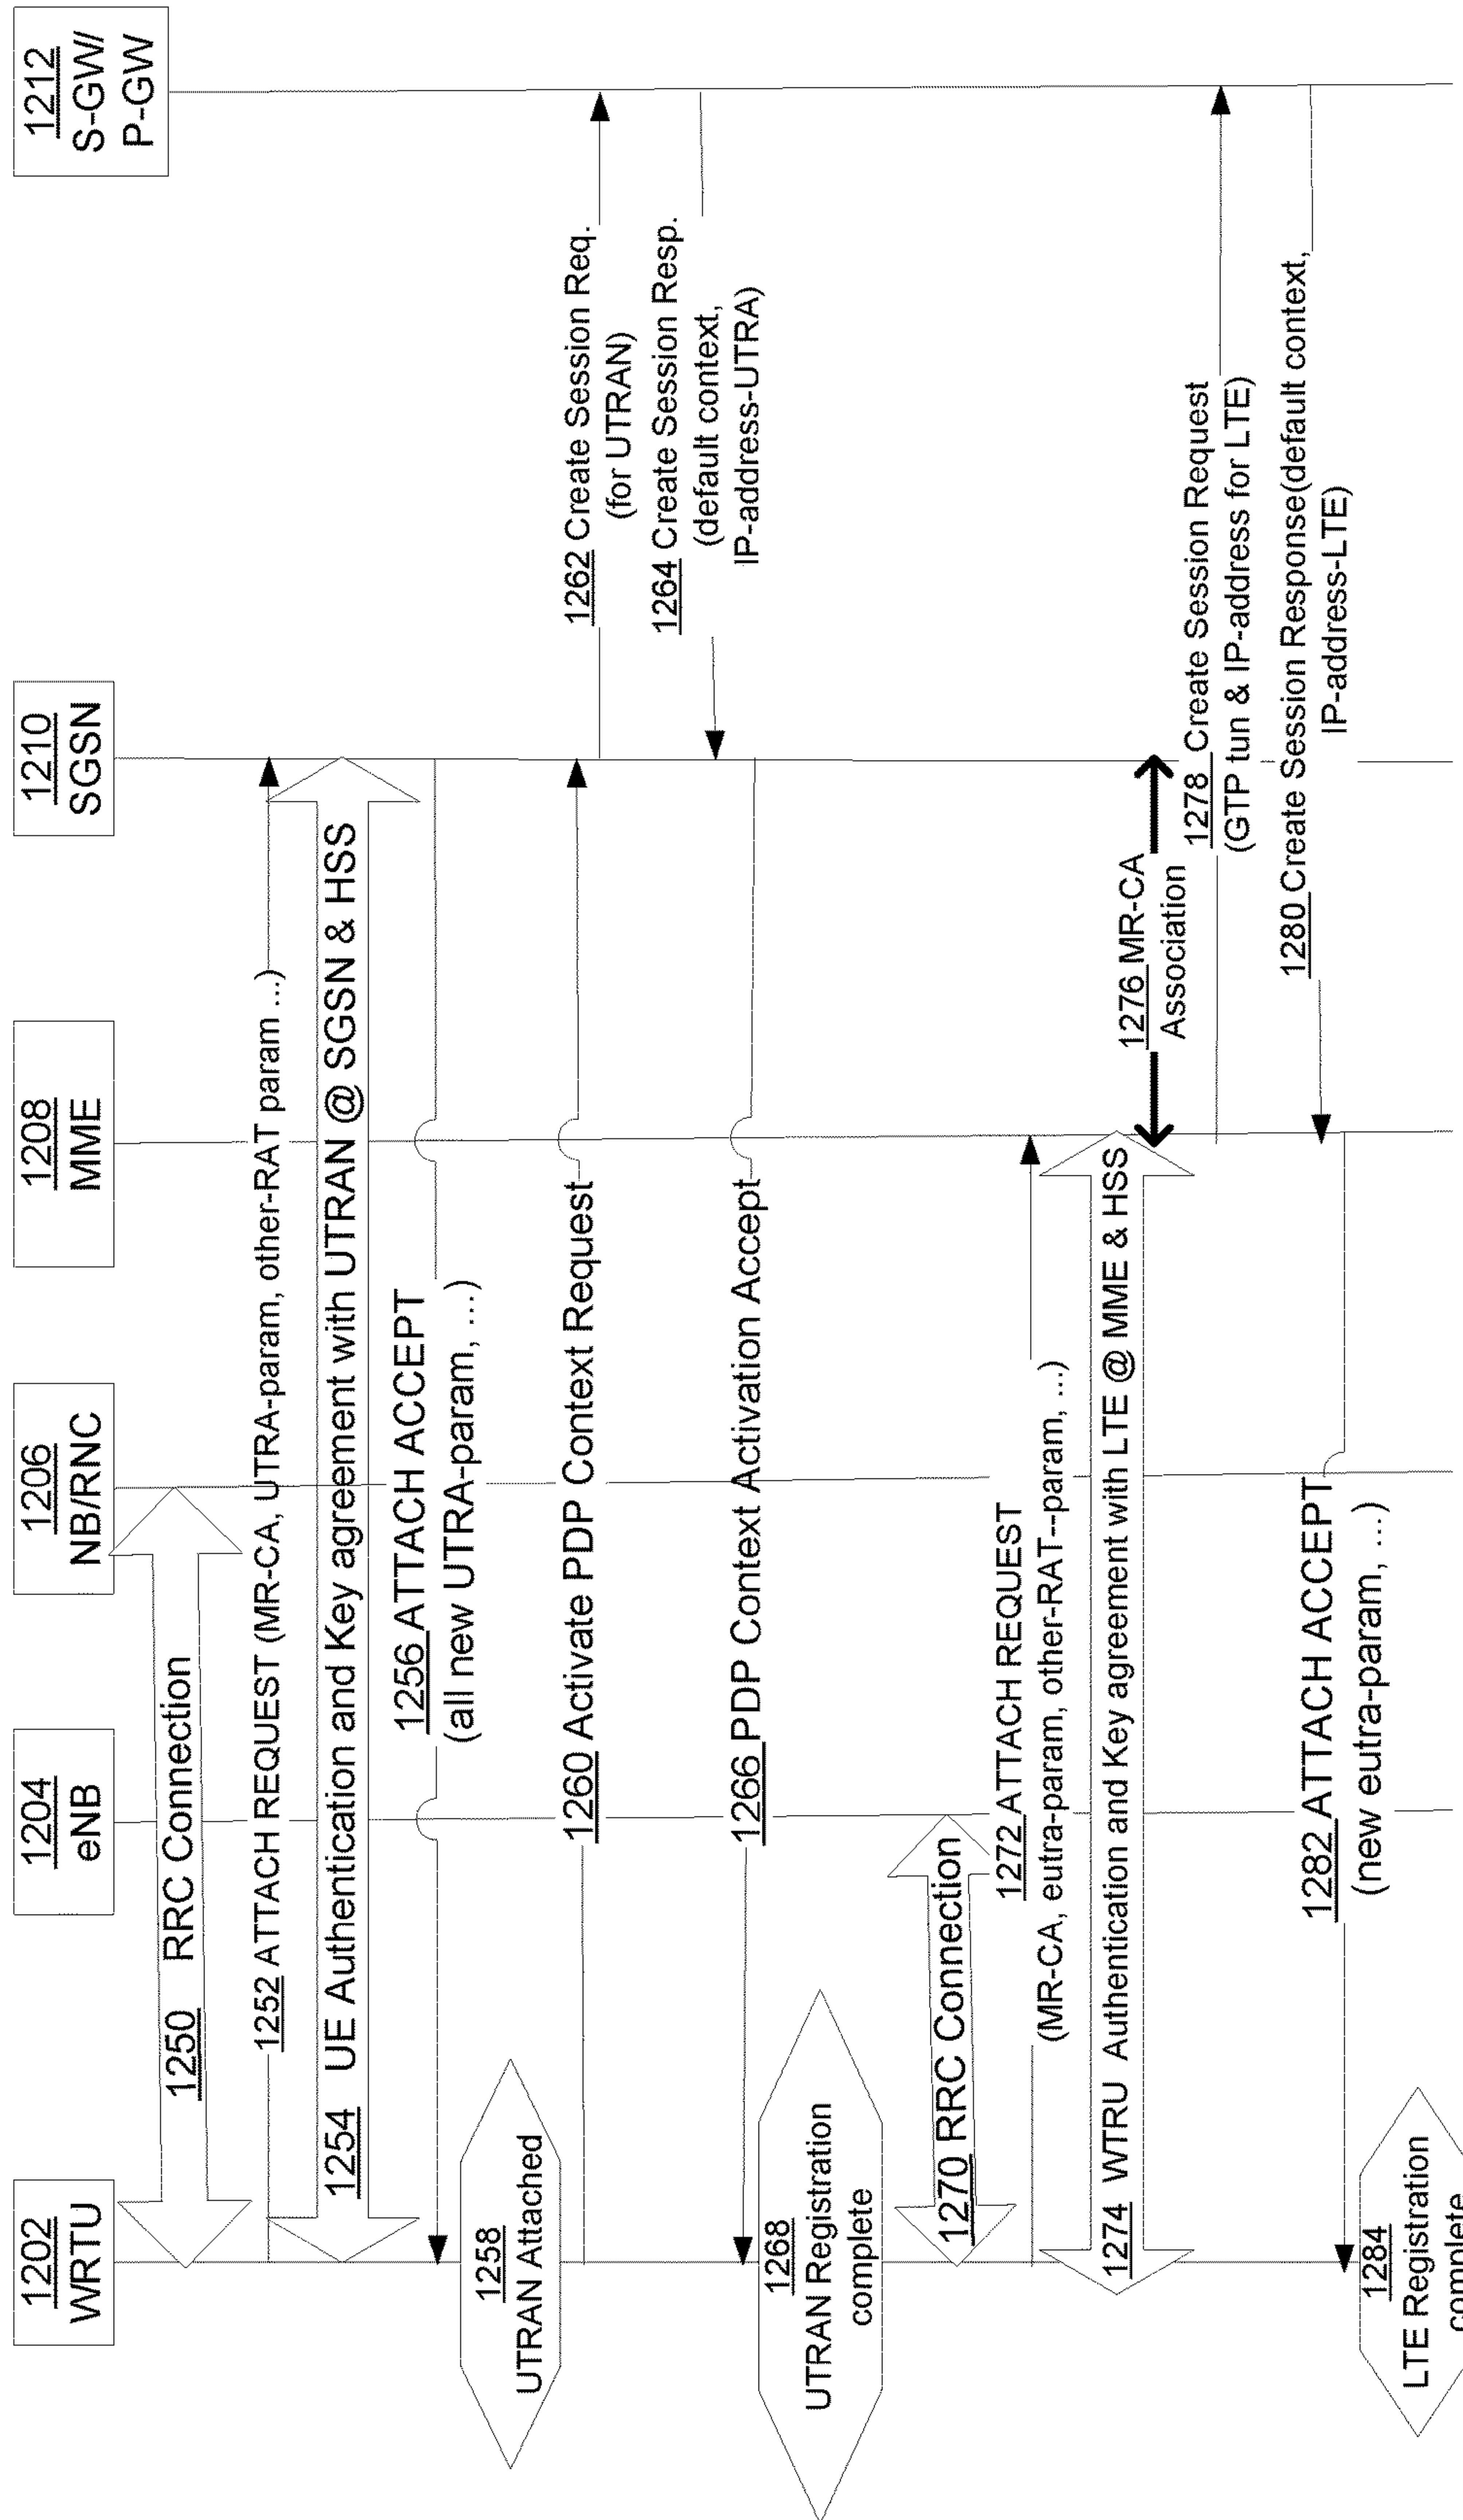 1202
WRTU
1204
eNB
1206
NB/RNC
1208
MME
1210
SGSN
1212
S-GW/
P-GW
1250 RRC Connection
1252 ATTACH REQUEST (MR-CA, UTRA-param, other-RAT param ...)
1254 UE Authentication and Key agreement with UTRAN @ SGSN & HSS
1256 ATTACH ACCEPT
(all new UTRA-param, ...)
1258
UTRAN Attached
1260 Activate PDP Context Request
1262 Create Session Req.
(for UTRAN)
1264 Create Session Resp.
(default context,
IP-address-UTRA)
1266 PDP Context Activation Accept
1268
UTRAN Registration
complete
1270 RRC Connection
1272 ATTACH REQUEST
(MR-CA, eutra-param, other-RAT--param, ...)
1274 WTRU Authentication and Key agreement with LTE @ MME & HSS
1276 MR-CA
Association
1278 Create Session Request
(GTP tun & IP-address for LTE)
1280 Create Session Response(default context,
IP-address-LTE)
1282 ATTACH ACCEPT
(new eutra-param, ...)
1284
LTE Registration
complete